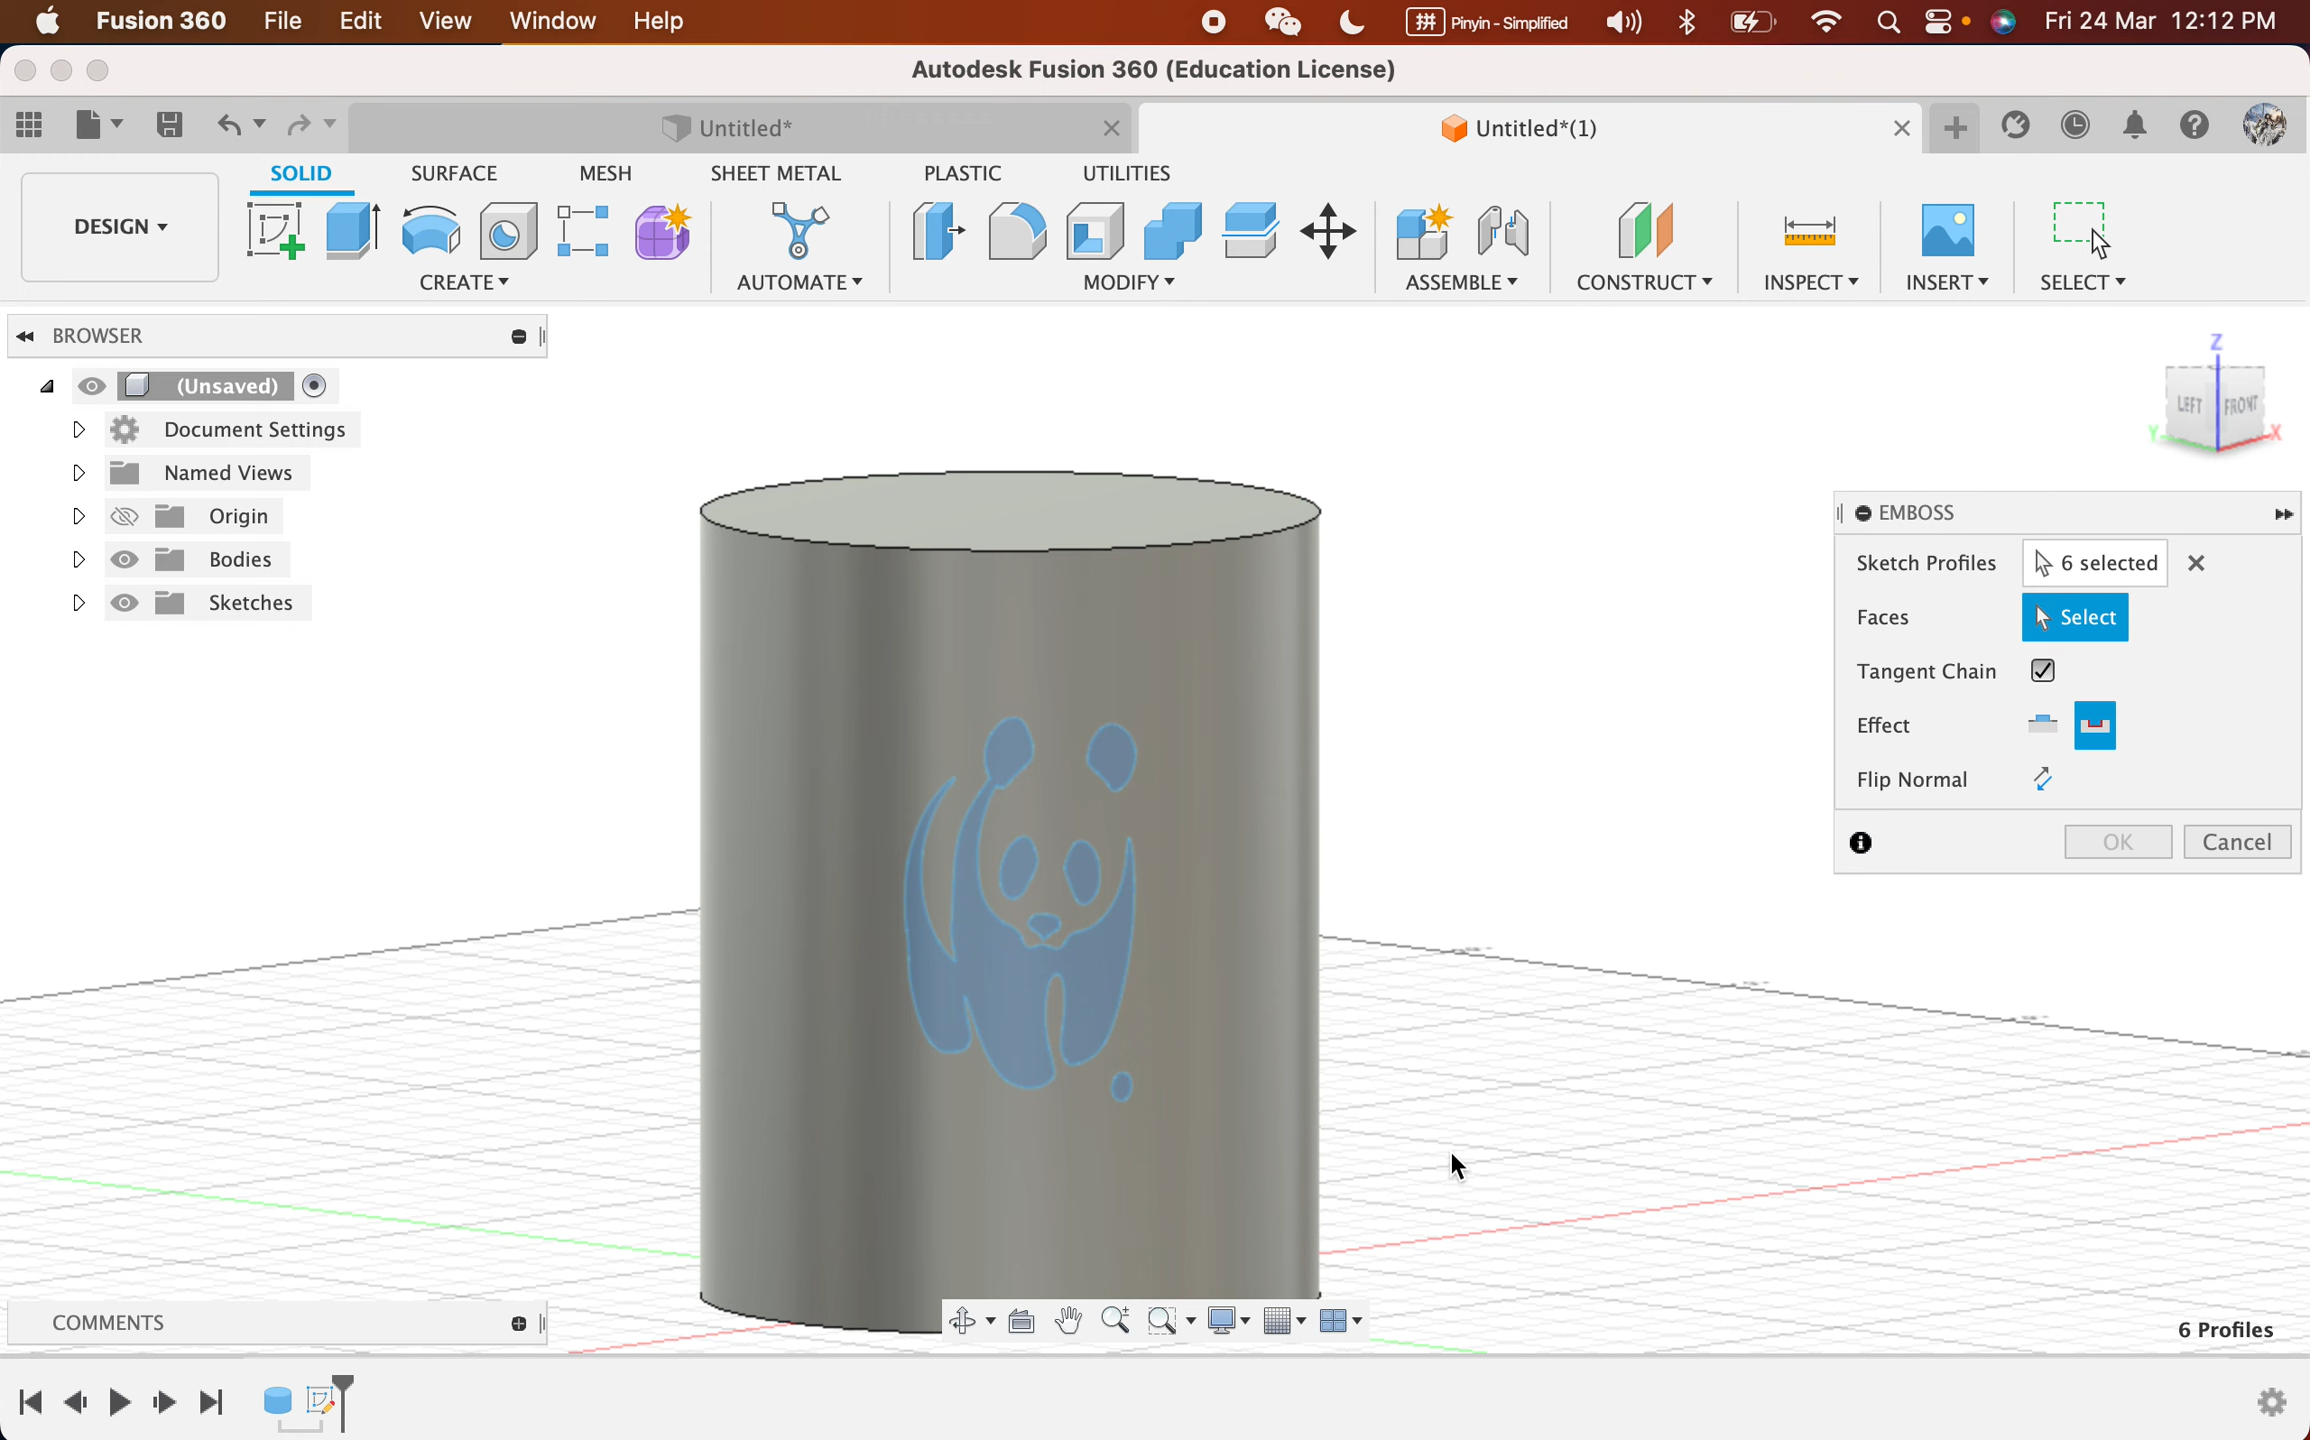 Fusion 360 File Edit View Window Help 拼 Pinyin - Simplified Fri 24 Mar 12:12 PM
Autodesk Fusion 360 (Education License)
Untitled* Untitled*(1)
SOLID SURFACE MESH SHEET METAL PLASTIC UTILITIES
DESIGN
CREATE AUTOMATE MODIFY ASSEMBLE CONSTRUCT INSPECT INSERT SELECT
BROWSER
(Unsaved)
Document Settings
Named Views
Origin
Bodies
Sketches
Z
LEFT FRONT
Y X
EMBOSS
Sketch Profiles 6 selected
Faces Select
Tangent Chain
Effect
Flip Normal
OK Cancel
COMMENTS
6 Profiles